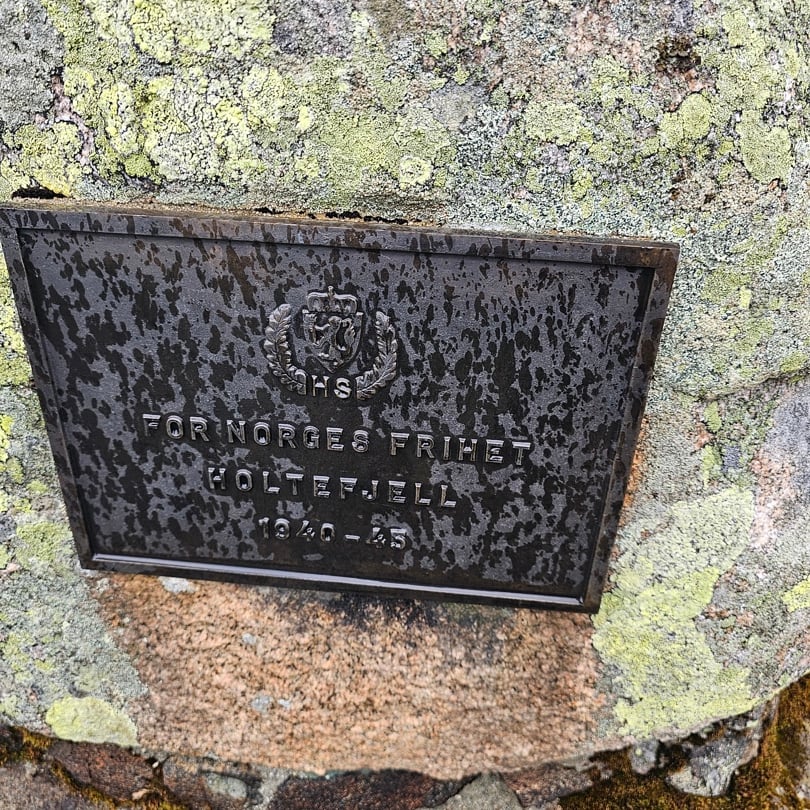 HS
FOR NORGES FRIHET
HOLTEFJELL
1940-45